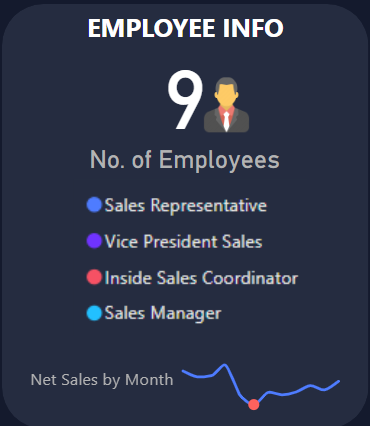 EMPLOYEE INFO
9
No. of Employees
Sales Representative
Vice President Sales
Inside Sales Coordinator
Sales Manager
Net Sales by Month